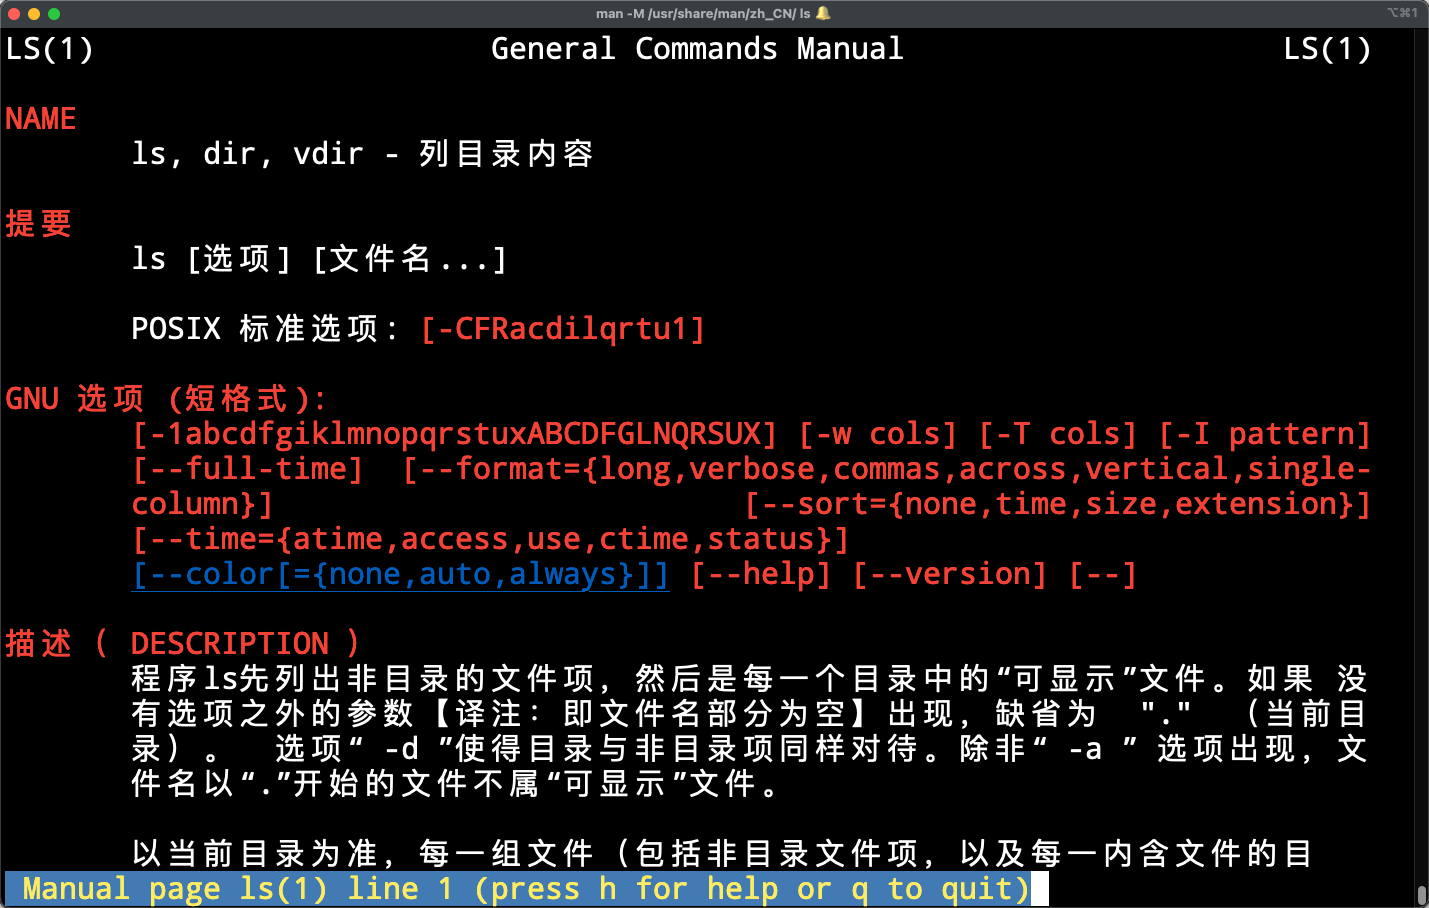 man -M /usr/share/man/zh_CN/ ls 🔔
⌥⌘1
LS(1) General Commands Manual LS(1)
NAME
ls, dir, vdir - 列目录内容
提要
ls [选项] [文件名...]
POSIX 标准选项: [-CFRacdilqrtu1]
GNU 选项 (短格式):
[-1abcdfgiklmnopqrstuxABCDFGLNQRSUX] [-w cols] [-T cols] [-I pattern]
[--full-time] [--format={long,verbose,commas,across,vertical,single-
column}] [--sort={none,time,size,extension}]
[--time={atime,access,use,ctime,status}]
[--color[={none,auto,always}]] [--help] [--version] [--]
描述 ( DESCRIPTION )
程序ls先列出非目录的文件项, 然后是每一个目录中的“可显示”文件。如果 没
有选项之外的参数【译注: 即文件名部分为空】出现, 缺省为 "." (当前目
录) 。 选项“ -d ”使得目录与非目录项同样对待。除非“ -a ” 选项出现, 文
件名以“.”开始的文件不属“可显示”文件。
以当前目录为准, 每一组文件 (包括非目录文件项, 以及每一内含文件的目
Manual page ls(1) line 1 (press h for help or q to quit)